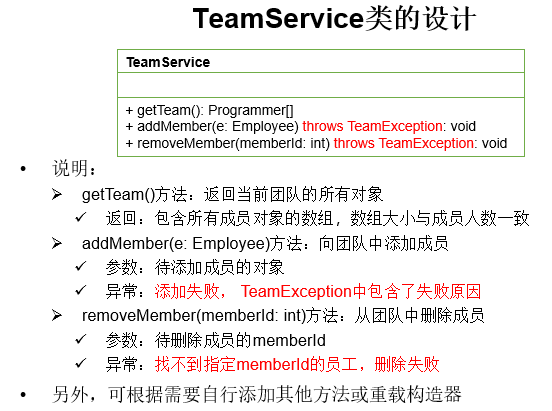 TeamService类的设计
TeamService
+ getTeam(): Programmer[]
+ addMember(e: Employee) throws TeamException: void
+ removeMember(memberId: int) throws TeamException: void
• 说明：
➢ getTeam()方法：返回当前团队的所有对象
✓ 返回：包含所有成员对象的数组，数组大小与成员人数一致
➢ addMember(e: Employee)方法：向团队中添加成员
✓ 参数：待添加成员的对象
✓ 异常：添加失败， TeamException中包含了失败原因
➢ removeMember(memberId: int)方法：从团队中删除成员
✓ 参数：待删除成员的memberId
✓ 异常：找不到指定memberId的员工，删除失败
• 另外，可根据需要自行添加其他方法或重载构造器